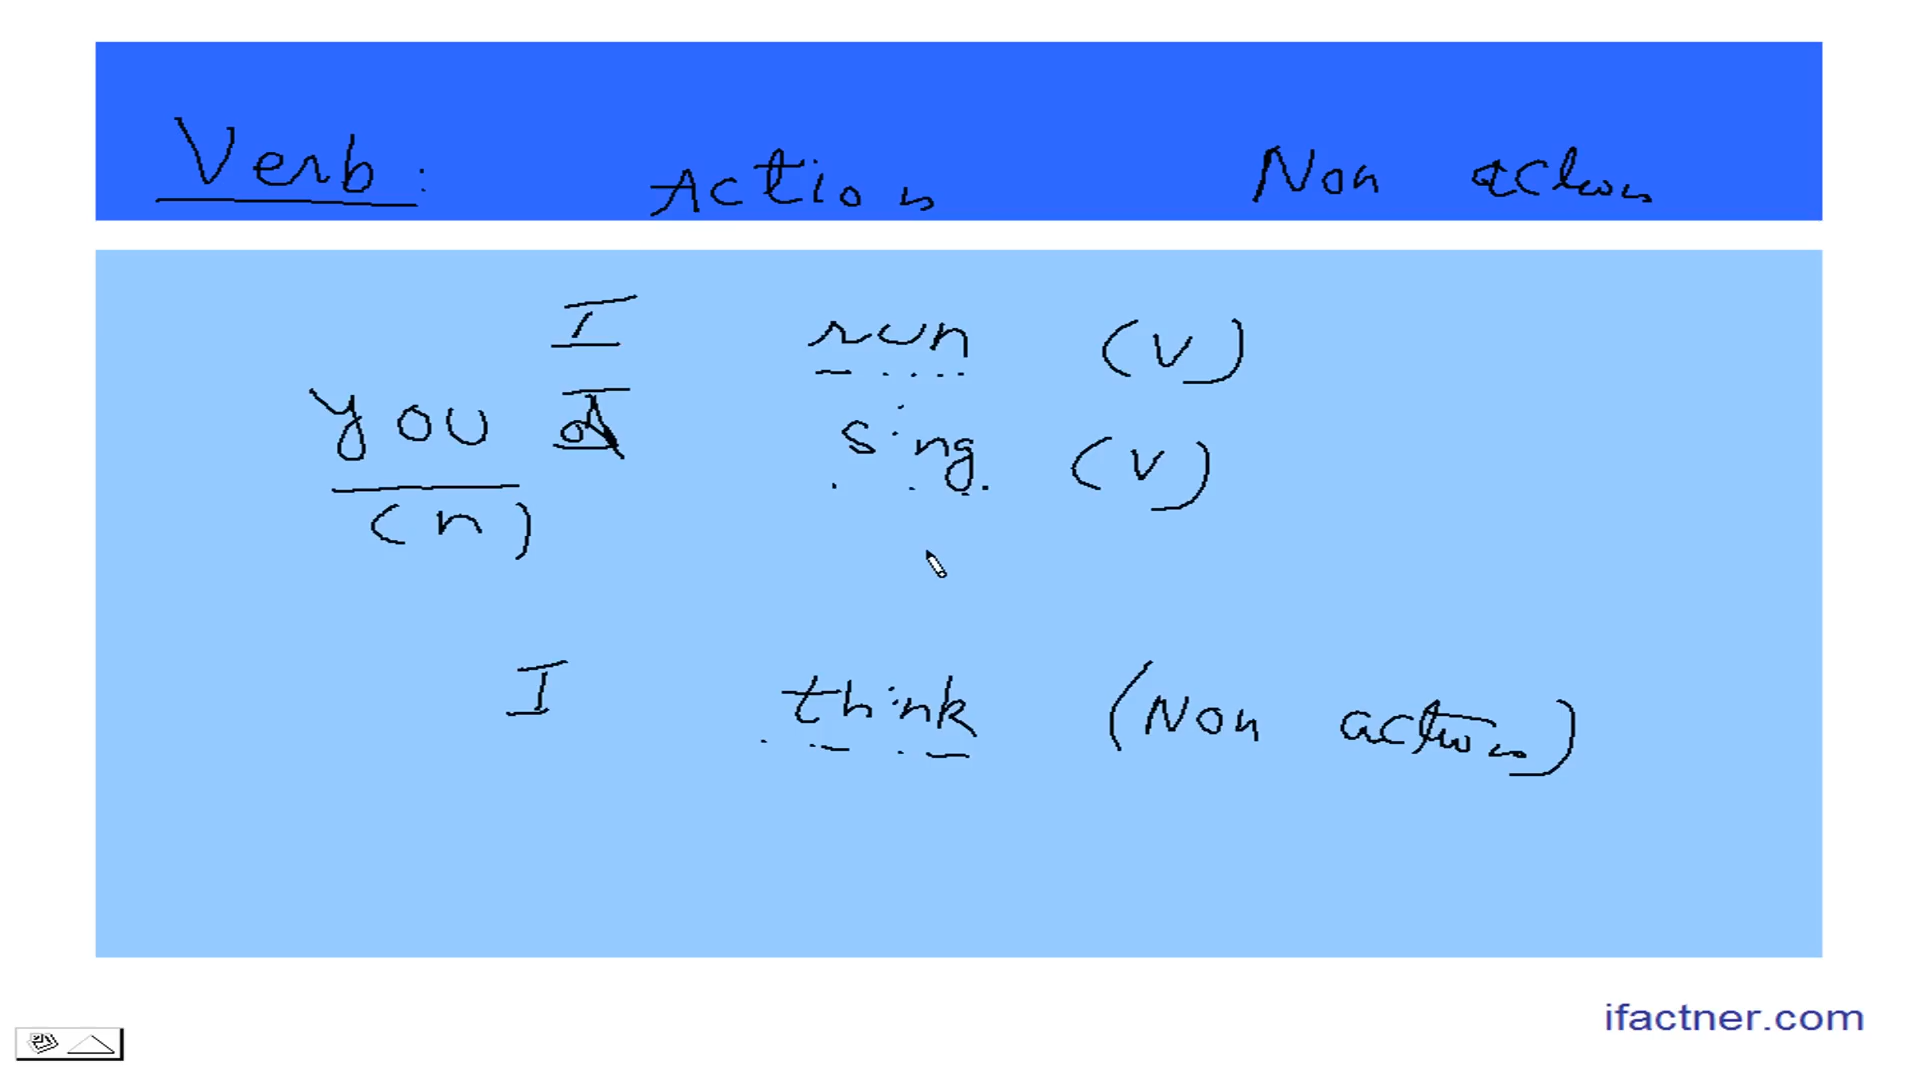 Verb: Action Non action
I run (v)
you sing. (v)
(n)
I think (Non action)
ifactner.com